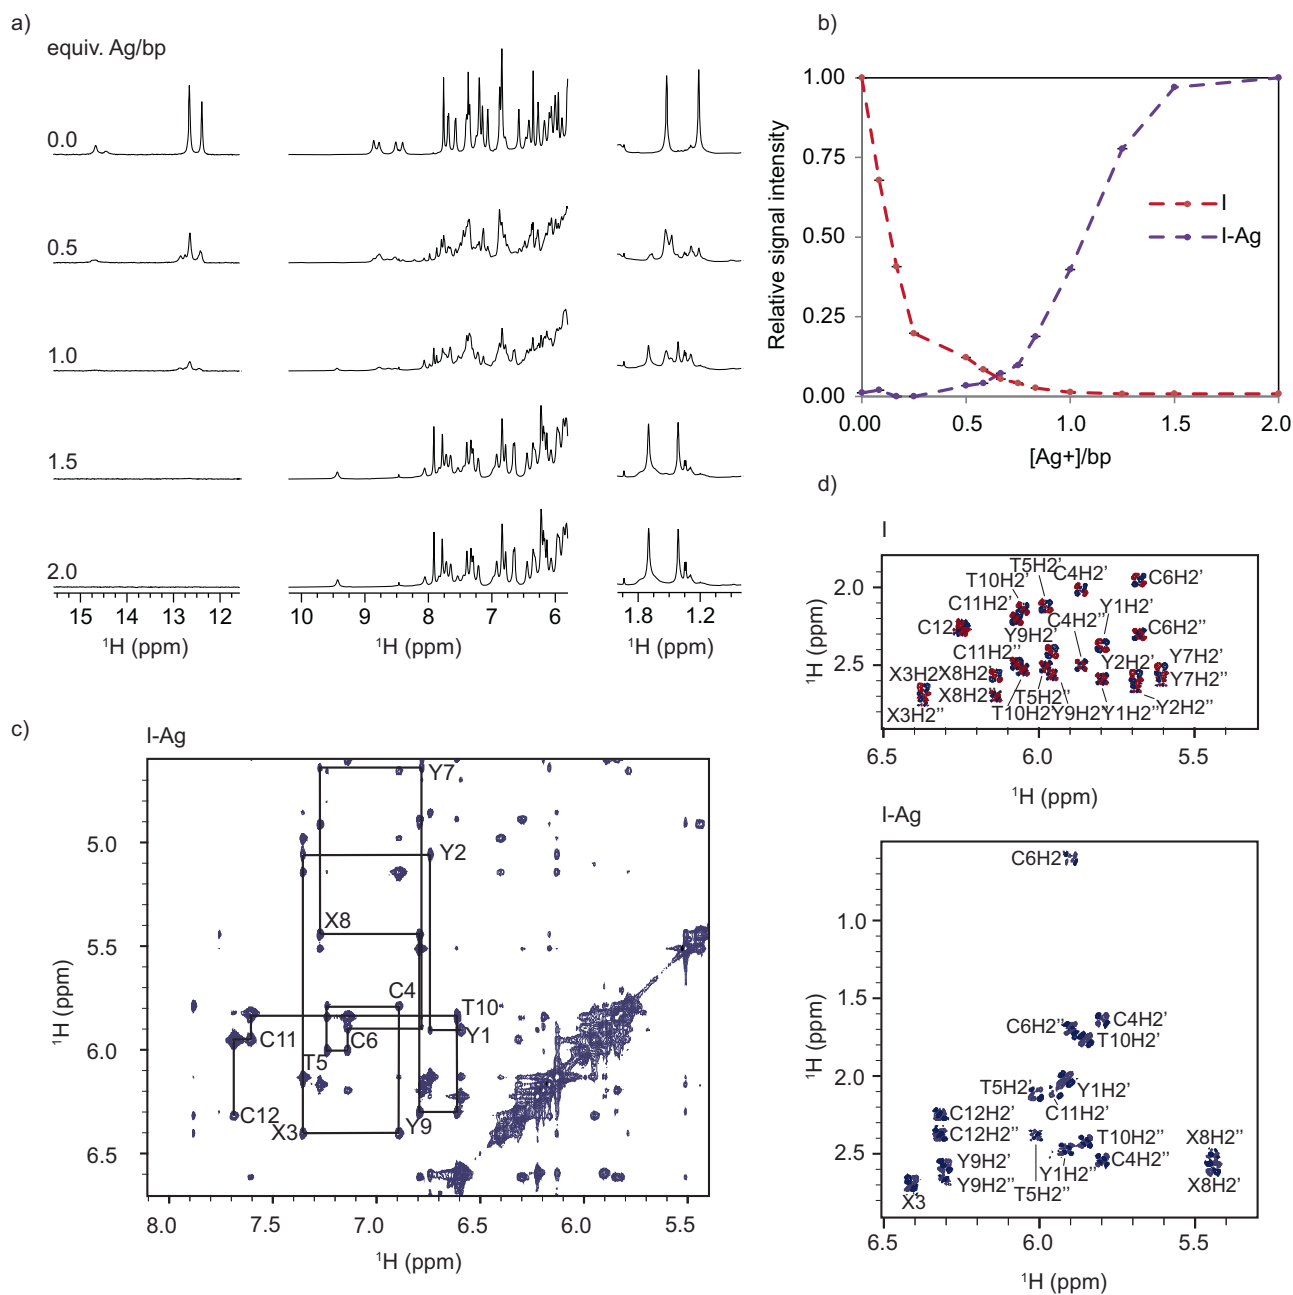 a)
equiv. Ag/bp
0.0
0.5
1.0
1.5
2.0
15 14 13 12
10 9 8 7 6
1.8 1.2
¹H (ppm)
¹H (ppm)
¹H (ppm)
b)
Relative signal intensity
1.00
0.75
0.50
0.25
0.00
0.00 0.5 1.0 1.5 2.0
[Ag+]/bp
I
I-Ag
c)
I-Ag
¹H (ppm)
5.0
5.5
6.0
6.5
8.0 7.5 7.0 6.5 6.0 5.5
¹H (ppm)
Y7
Y2
X8
C4
T10
C11
C6
Y1
T5
C12
X3
Y9
d)
I
¹H (ppm)
2.0
2.5
6.5 6.0 5.5
¹H (ppm)
T5H2’
T10H2’
C4H2’
C6H2’
C11H2’
C4H2’’
Y1H2’
C12
Y9H2’
C6H2’’
C11H2’’
Y2H2’
Y7H2’
X3H2’
X8H2’
Y7H2’’
X3H2’’
X8H2’’
T5H2’’
T10H2’’
Y9H2’’
Y1H2’’
Y2H2’’
I-Ag
¹H (ppm)
1.0
1.5
2.0
2.5
6.5 6.0 5.5
¹H (ppm)
C6H2’
C6H2’’
C4H2’
T10H2’
T5H2’
Y1H2’
C11H2’
C12H2’
C12H2’’
T10H2’’
X8H2’’
Y9H2’
C4H2’’
Y9H2’’
Y1H2’’
X8H2’
T5H2’’
X3